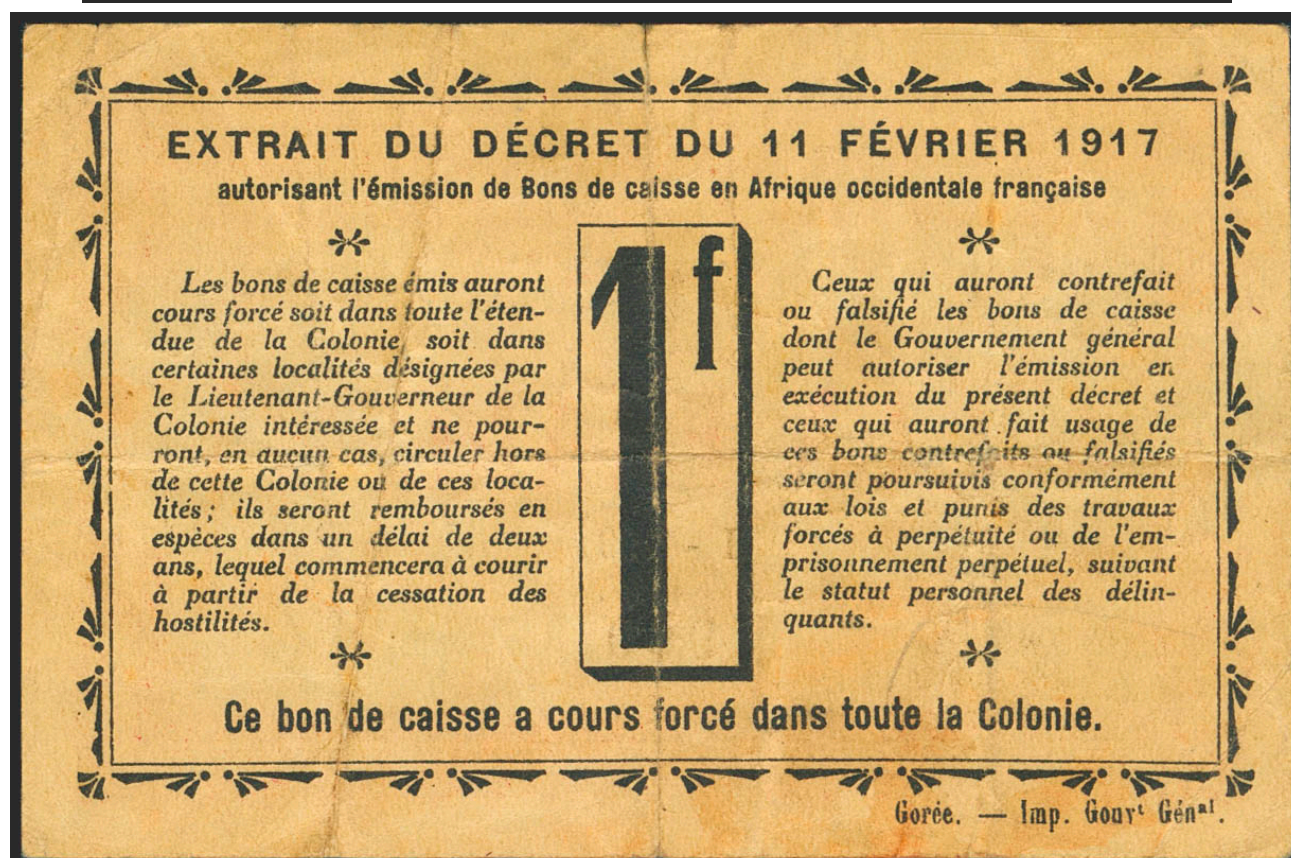 EXTRAIT DU DÉCRET DU 11 FÉVRIER 1917
autorisant l'émission de Bons de caisse en Afrique occidentale française
Les bons de caisse émis auront
cours forcé soit dans toute l'éten-
due de la Colonie, soit dans
certaines localités désignées par
le Lieutenant-Gouverneur de la
Colonie intéressée et ne pour-
ront, en aucun cas, circuler hors
de cette Colonie ou de ces loca-
lités; ils seront remboursés en
espèces dans un délai de deux
ans, lequel commencera à courir
à partir de la cessation des
hostilités.
1f
Ceux qui auront contrefait
ou falsifié les bons de caisse
dont le Gouvernement général
peut autoriser l'émission en
exécution du présent décret et
ceux qui auront fait usage de
ces bons contrefaits ou falsifiés
seront poursuivis conformément
aux lois et punis des travaux
forcés à perpétuité ou de l'em-
prisonnement perpétuel, suivant
le statut personnel des délin-
quants.
Ce bon de caisse a cours forcé dans toute la Colonie.
Gorée. — Imp. Gouvt Génal.